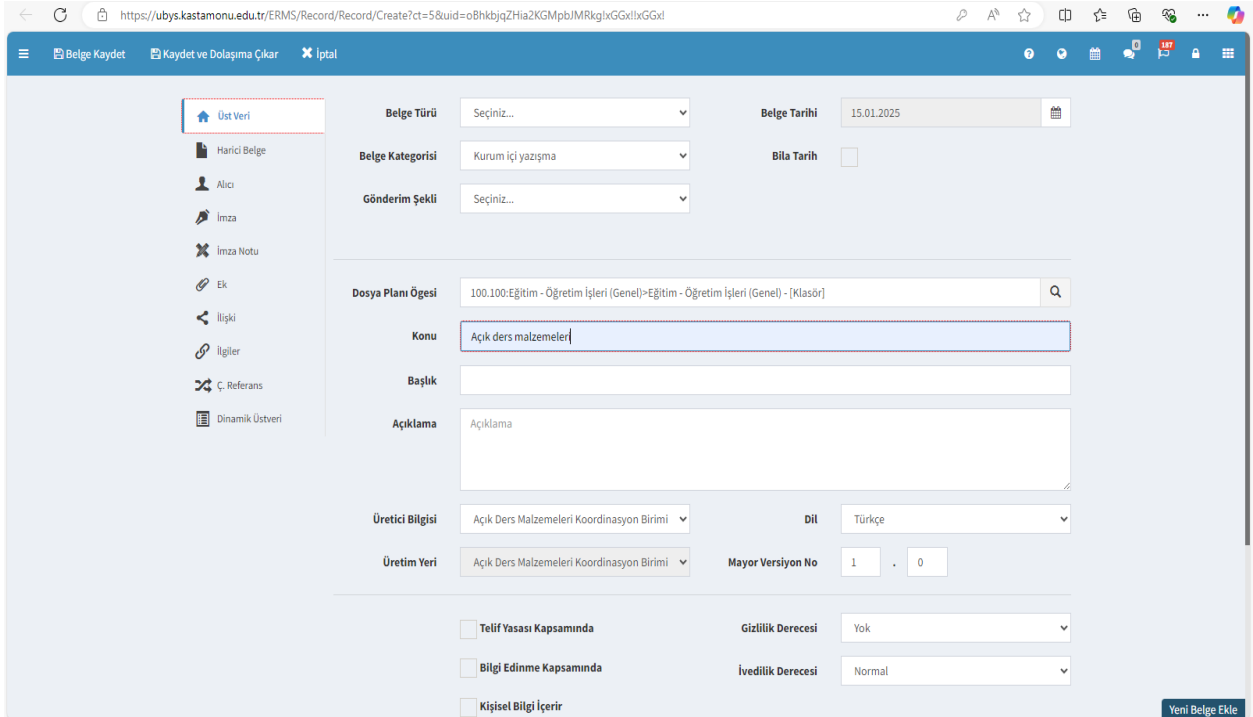 https://ubys.kastamonu.edu.tr/ERMS/Record/Record/Create?ct=5&uid=oBhkbjqZHia2KGMpbJMRkg!xGGx!!xGGx!
Belge Kaydet Kaydet ve Dolaşıma Çıkar İptal 0 187
Üst Veri
Harici Belge
Alıcı
İmza
İmza Notu
Ek
İlişki
İlgiler
Ç. Referans
Dinamik Üstveri
Belge Türü Seçiniz... Belge Tarihi 15.01.2025
Belge Kategorisi Kurum içi yazışma Bila Tarih
Gönderim Şekli Seçiniz...
Dosya Planı Ögesi 100.100:Eğitim - Öğretim İşleri (Genel)>Eğitim - Öğretim İşleri (Genel) - [Klasör]
Konu Açık ders malzemeleri
Başlık
Açıklama Açıklama
Üretici Bilgisi Açık Ders Malzemeleri Koordinasyon Birimi Dil Türkçe
Üretim Yeri Açık Ders Malzemeleri Koordinasyon Birimi Mayor Versiyon No 1 . 0
Telif Yasası Kapsamında Gizlilik Derecesi Yok
Bilgi Edinme Kapsamında İvedilik Derecesi Normal
Kişisel Bilgi İçerir
Yeni Belge Ekle